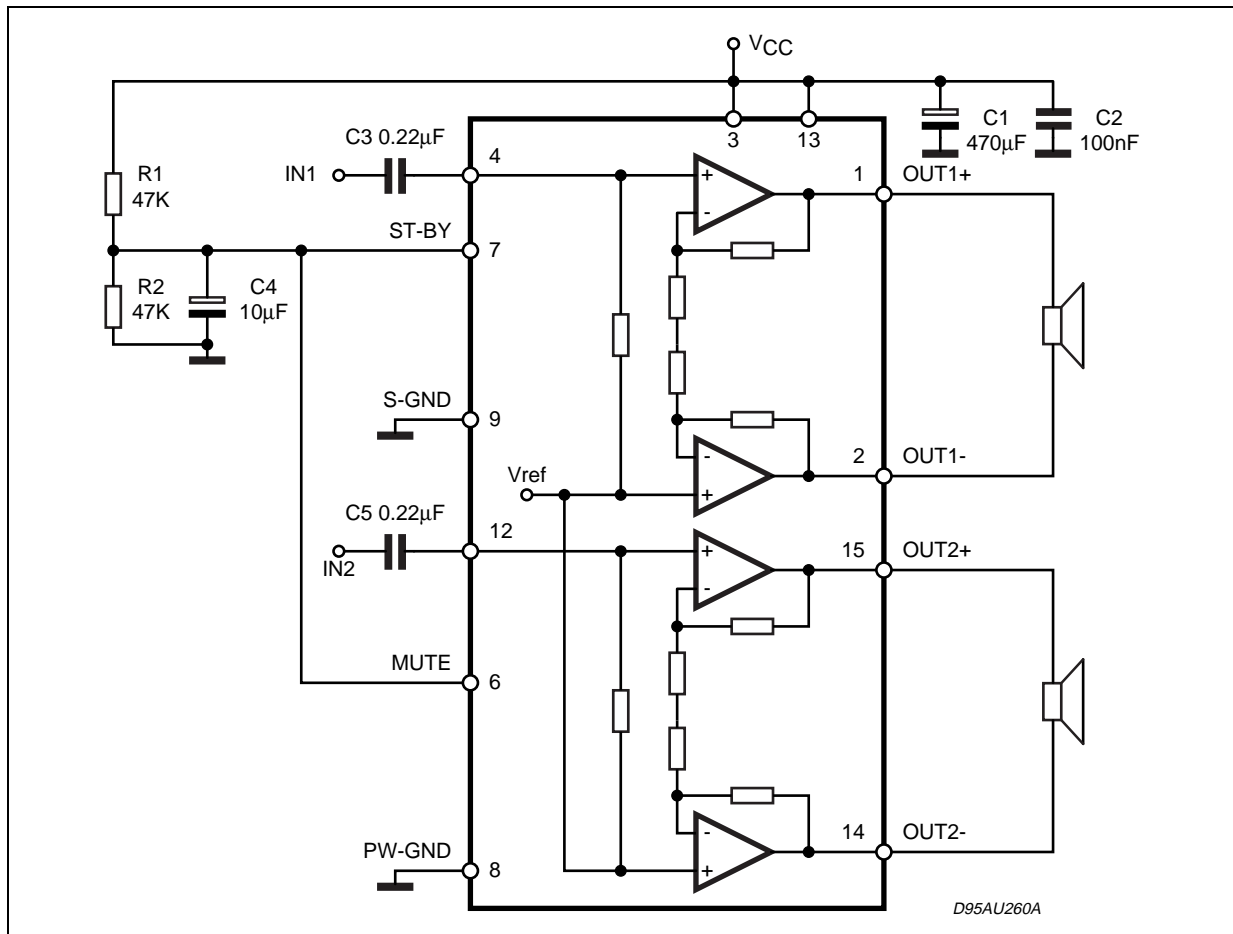 VCC
C3 0.22μF
4
3
13
C1
470μF
C2
100nF
IN1
+
-
1
OUT1+
R1
47K
ST-BY
7
R2
47K
C4
10μF
S-GND
9
-
+
2
OUT1-
Vref
C5 0.22μF
12
IN2
+
-
15
OUT2+
MUTE
6
-
+
14
OUT2-
PW-GND
8
D95AU260A